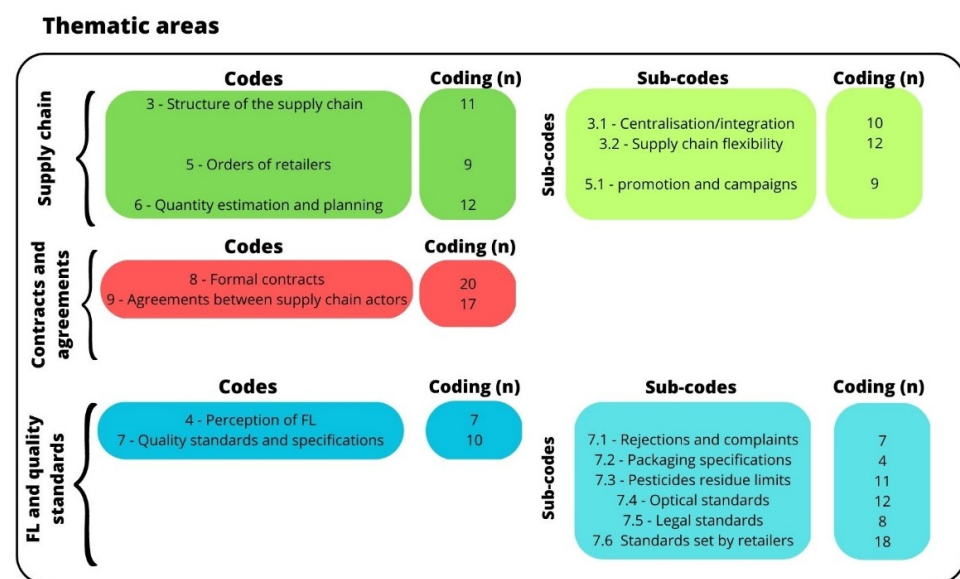 Thematic areas
Supply chain
Codes
Coding (n)
3 - Structure of the supply chain
11
5 - Orders of retailers
9
6 - Quantity estimation and planning
12
Sub-codes
Sub-codes
Coding (n)
3.1 - Centralisation/integration
10
3.2 - Supply chain flexibility
12
5.1 - promotion and campaigns
9
Contracts and
agreements
Codes
Coding (n)
8 - Formal contracts
20
9 - Agreements between supply chain actors
17
FL and quality
standards
Codes
Coding (n)
4 - Perception of FL
7
7 - Quality standards and specifications
10
Sub-codes
Sub-codes
Coding (n)
7.1 - Rejections and complaints
7
7.2 - Packaging specifications
4
7.3 - Pesticides residue limits
11
7.4 - Optical standards
12
7.5 - Legal standards
8
7.6 Standards set by retailers
18